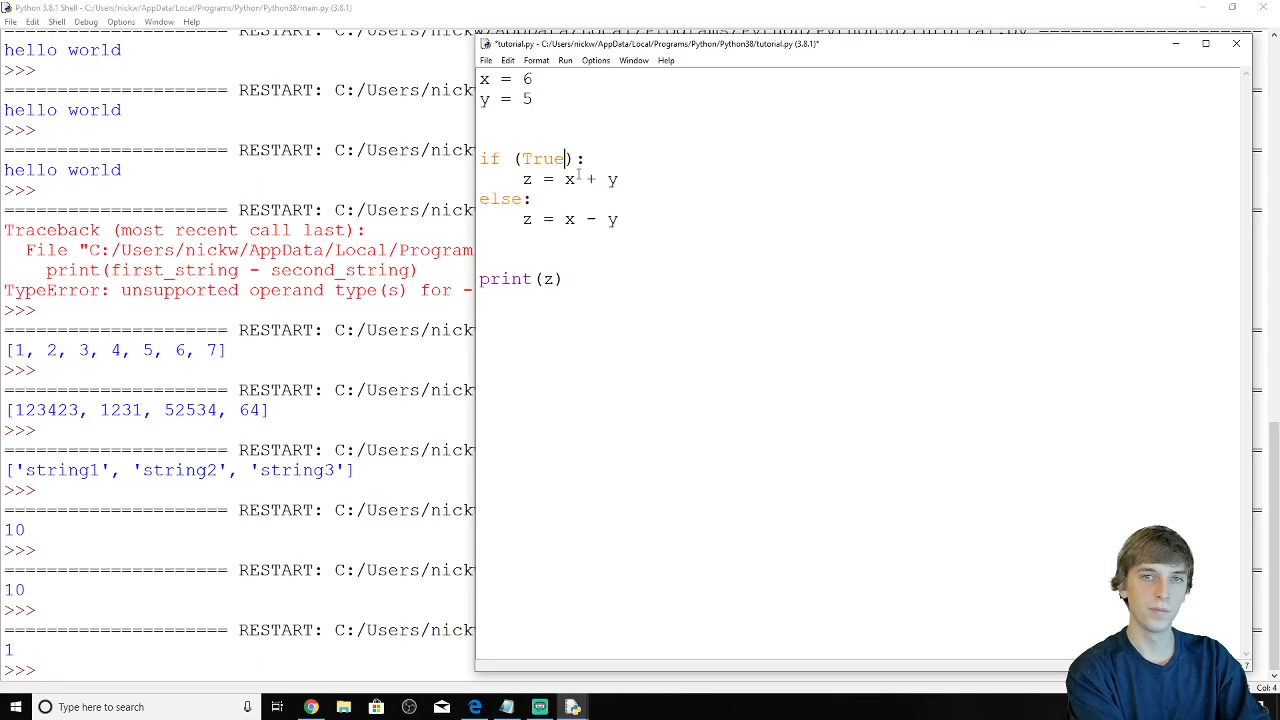 Python 3.8.1 Shell - C:/Users/nickw/AppData/Local/Programs/Python/Python38/main.py (3.8.1)
File Edit Shell Debug Options Window Help
hello world
>>>
==================== RESTART: C:/Users/nick
hello world
>>>
==================== RESTART: C:/Users/nick
hello world
>>>
==================== RESTART: C:/Users/nick
Traceback (most recent call last):
File "C:/Users/nickw/AppData/Local/Program
print(first_string - second_string)
TypeError: unsupported operand type(s) for -
>>>
==================== RESTART: C:/Users/nick
[1, 2, 3, 4, 5, 6, 7]
>>>
==================== RESTART: C:/Users/nick
[123423, 1231, 52534, 64]
>>>
==================== RESTART: C:/Users/nick
['string1', 'string2', 'string3']
>>>
==================== RESTART: C:/Users/nick
10
>>>
==================== RESTART: C:/Users/nick
10
>>>
==================== RESTART: C:/Users/nick
1
>>>
*tutorial.py - C:/Users/nickw/AppData/Local/Programs/Python/Python38/tutorial.py (3.8.1)*
File Edit Format Run Options Window Help
x = 6
y = 5
if (True):
z = x + y
else:
z = x - y
print(z)
Col: 4
Type here to search